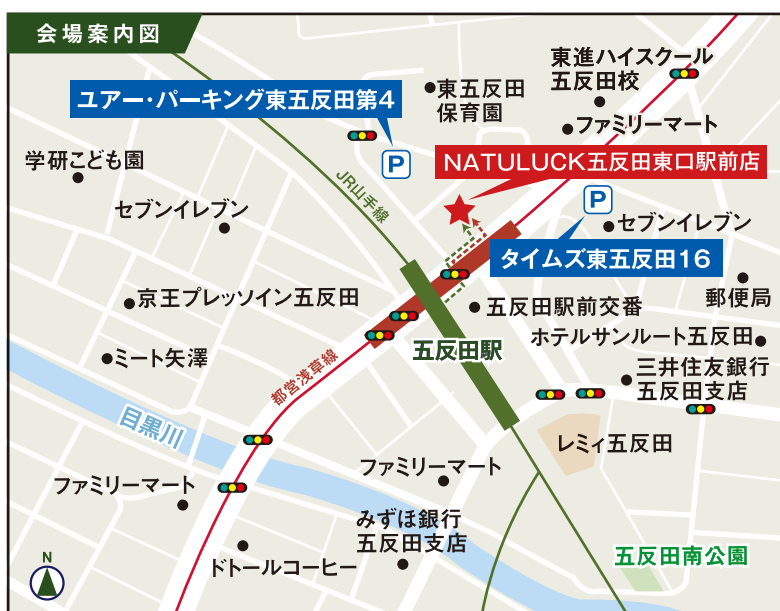 会場案内図
東進ハイスクール
五反田校
ユアー・パーキング東五反田第4
東五反田
保育園
ファミリーマート
P
学研こども園
NATULUCK五反田東口駅前店
JR山手線
P
セブンイレブン
セブンイレブン
タイムズ東五反田16
京王プレッソイン五反田
五反田駅前交番
郵便局
ホテルサンルート五反田
五反田駅
ミート矢澤
三井住友銀行
五反田支店
都営浅草線
目黒川
レミィ五反田
ファミリーマート
ファミリーマート
みずほ銀行
五反田支店
ドトールコーヒー
五反田南公園
N